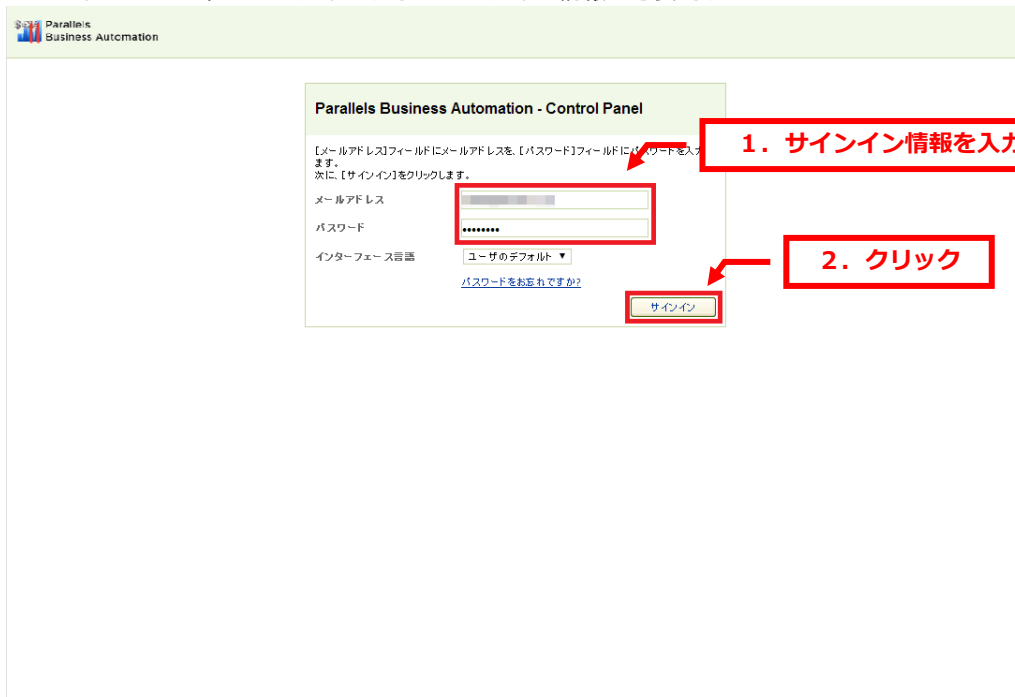 Parallels
Business Automation
Parallels Business Automation - Control Panel
[メールアドレス]フィールドにメールアドレスを、[パスワード]フィールドにパスワードを入力
ます。
次に、[サインイン]をクリックします。
1．サインイン情報を入力
メールアドレス
パスワード
••••••••
インターフェース言語
ユーザのデフォルト ▼
2．クリック
パスワードをお忘れですか?
サインイン